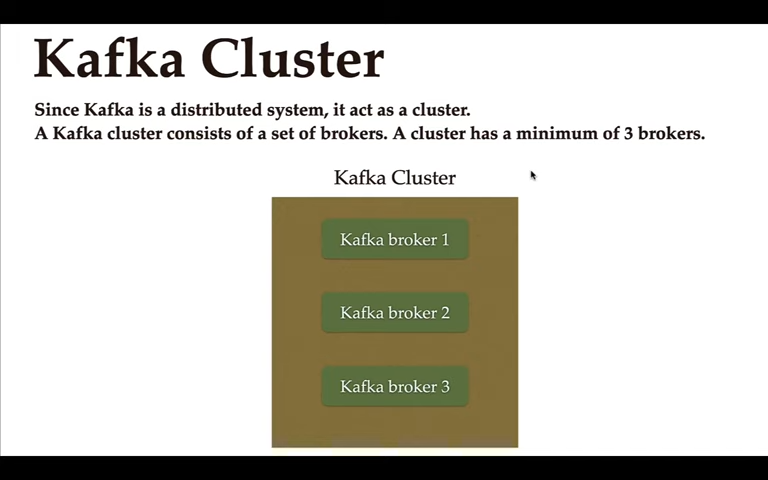 Kafka Cluster
Since Kafka is a distributed system, it act as a cluster.
A Kafka cluster consists of a set of brokers. A cluster has a minimum of 3 brokers.
Kafka Cluster
Kafka broker 1
Kafka broker 2
Kafka broker 3